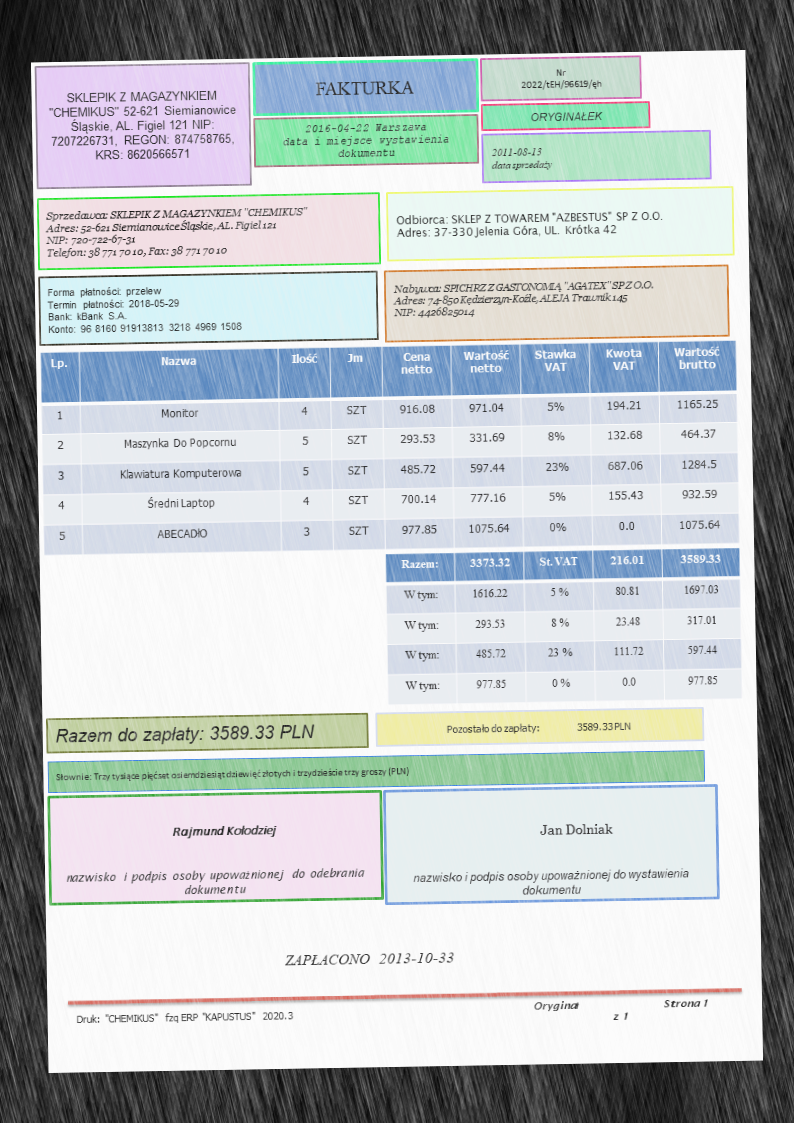 SKLEPIK Z MAGAZYNKIEM
"CHEMIKUS" 52-621 Siemianowice
Śląskie, AL. Figiel 121 NIP:
7207226731, REGON: 874758765,
KRS: 8620566571
FAKTURKA
2016-04-22 Warszawa
data i miejsce wystawienia
dokumentu
Nr
2022/tEH/96619/ęh
ORYGINAŁEK
2011-08-13
data sprzedaży
Sprzedawca: SKLEPIK Z MAGAZYNKIEM "CHEMIKUS"
Adres: 52-621 Siemianowice Śląskie, AL. Figiel 121
NIP: 720-722-67-31
Telefon: 38 771 70 10, Fax: 38 771 70 10
Odbiorca: SKLEP Z TOWAREM "AZBESTUS" SP Z O.O.
Adres: 37-330 Jelenia Góra, UL. Krótka 42
Forma płatności: przelew
Termin płatności: 2018-05-29
Bank: kBank S.A.
Konto: 96 8160 91913813 3218 4969 1508
Nabywca: SPICHRZ Z GASTONOMIĄ "AGATEX" SP Z O.O.
Adres: 74-850 Kędzierzyn-Koźle, ALEJA Trawnik 145
NIP: 4426825014
Lp. Nazwa Ilość Jm Cena netto Wartość netto Stawka VAT Kwota VAT Wartość brutto
1 Monitor 4 SZT 916.08 971.04 5% 194.21 1165.25
2 Maszynka Do Popcornu 5 SZT 293.53 331.69 8% 132.68 464.37
3 Klawiatura Komputerowa 5 SZT 485.72 597.44 23% 687.06 1284.5
4 Średni Laptop 4 SZT 700.14 777.16 5% 155.43 932.59
5 ABECADłO 3 SZT 977.85 1075.64 0% 0.0 1075.64
Razem: 3373.32 St. VAT 216.01 3589.33
W tym: 1616.22 5 % 80.81 1697.03
W tym: 293.53 8 % 23.48 317.01
W tym: 485.72 23 % 111.72 597.44
W tym: 977.85 0 % 0.0 977.85
Razem do zapłaty: 3589.33 PLN
Pozostało do zapłaty: 3589.33 PLN
Słownie: Trzy tysiące pięćset osiemdziesiąt dziewięć złotych i trzydzieście trzy groszy (PLN)
Rajmund Kołodziej
nazwisko i podpis osoby upoważnionej do odebrania
dokumentu
Jan Dolniak
nazwisko i podpis osoby upoważnionej do wystawienia
dokumentu
ZAPŁACONO 2013-10-33
Druk: "CHEMIKUS" fzq ERP "KAPUSTUS" 2020.3
Oryginał
Strona 1
z 1